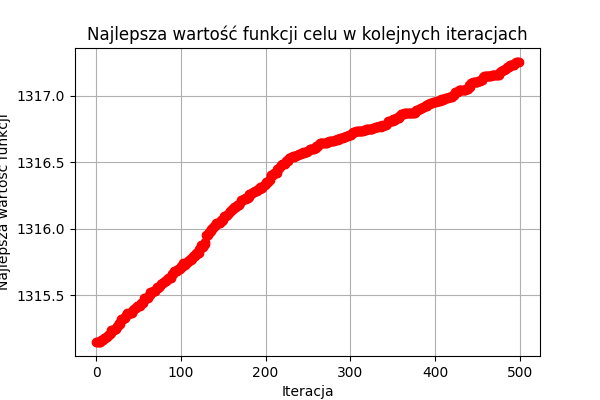 Najlepsza wartość funkcji celu w kolejnych iteracjach
Najlepsza wartość funkcji
1317.0
1316.5
1316.0
1315.5
0 100 200 300 400 500
Iteracja